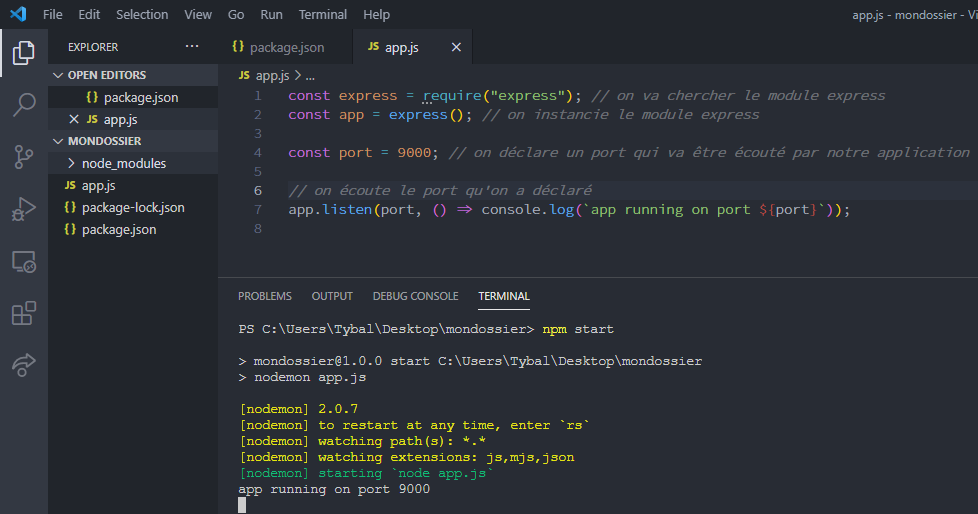 File Edit Selection View Go Run Terminal Help app.js - mondossier - Vi
EXPLORER ···
OPEN EDITORS
{} package.json
× JS app.js
MONDOSSIER
> node_modules
JS app.js
{} package-lock.json
{} package.json
{} package.json JS app.js ×
JS app.js > ...
1 const express = require("express"); // on va chercher le module express
2 const app = express(); // on instancie le module express
3
4 const port = 9000; // on déclare un port qui va être écouté par notre application
5
6 // on écoute le port qu'on a déclaré
7 app.listen(port, () => console.log(`app running on port ${port}`));
8
PROBLEMS OUTPUT DEBUG CONSOLE TERMINAL
PS C:\Users\Tybal\Desktop\mondossier> npm start
> mondossier@1.0.0 start C:\Users\Tybal\Desktop\mondossier
> nodemon app.js
[nodemon] 2.0.7
[nodemon] to restart at any time, enter `rs`
[nodemon] watching path(s): *.*
[nodemon] watching extensions: js,mjs,json
[nodemon] starting `node app.js`
app running on port 9000